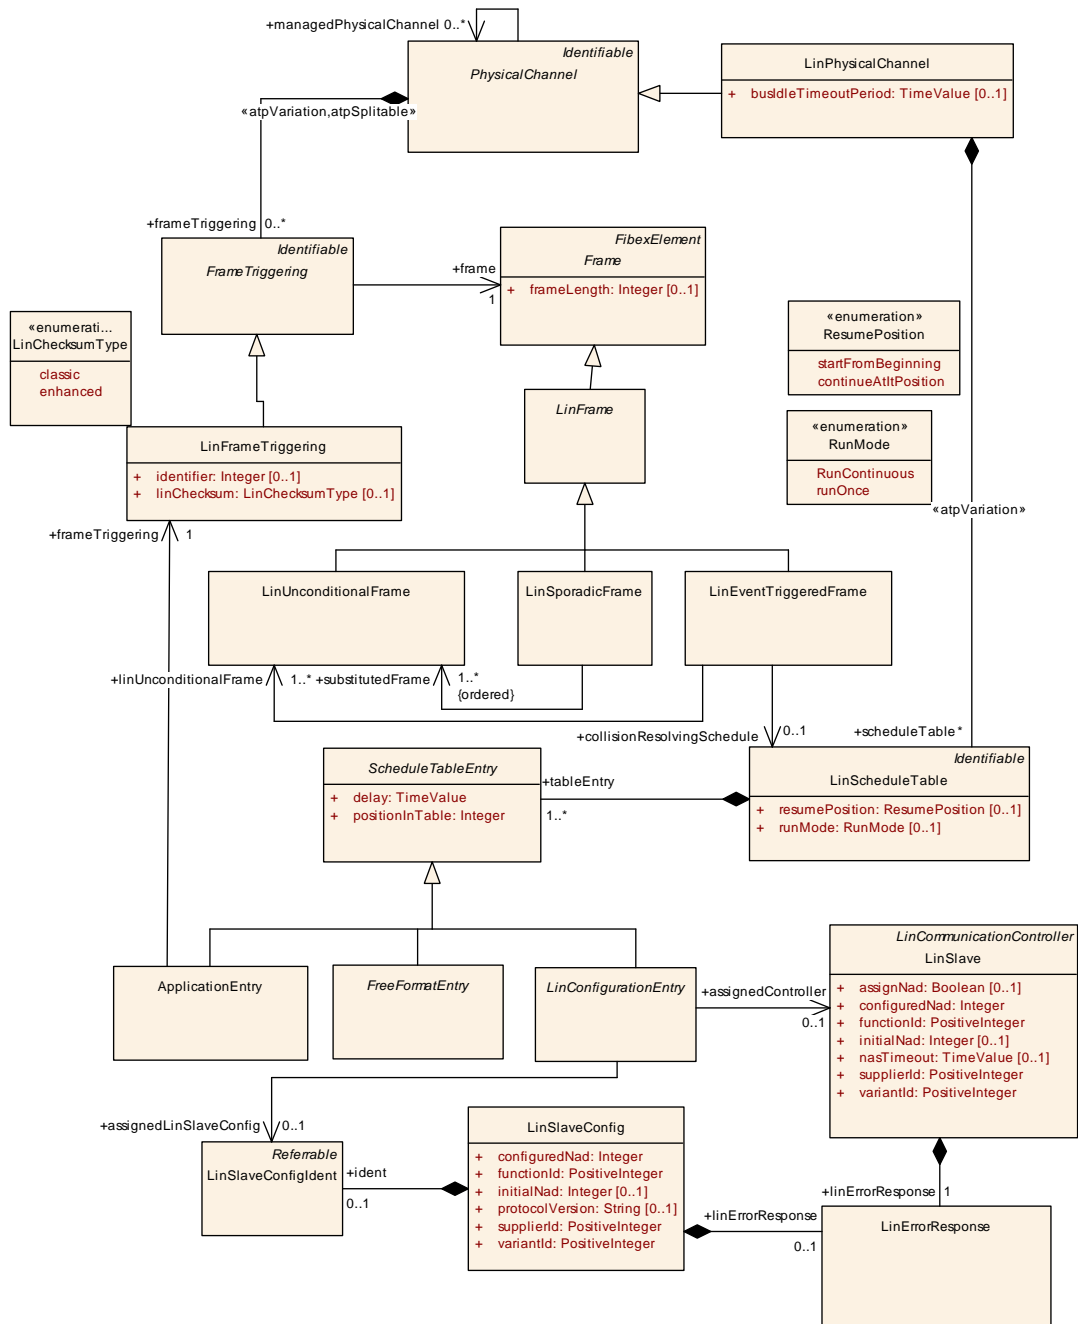 +managedPhysicalChannel 0..*
Identifiable
PhysicalChannel
LinPhysicalChannel
+ busIdleTimeoutPeriod: TimeValue [0..1]
«atpVariation,atpSplitable»
+frameTriggering 0..*
Identifiable
FrameTriggering
+frame
1
FibexElement
Frame
+ frameLength: Integer [0..1]
«enumerati...
LinChecksumType
classic
enhanced
«enumeration»
ResumePosition
startFromBeginning
continueAtItPosition
LinFrame
«enumeration»
RunMode
RunContinuous
runOnce
LinFrameTriggering
+ identifier: Integer [0..1]
+ linChecksum: LinChecksumType [0..1]
«atpVariation»
+frameTriggering 1
LinUnconditionalFrame
LinSporadicFrame
LinEventTriggeredFrame
+linUnconditionalFrame 1..*
+substitutedFrame 1..*
{ordered}
+collisionResolvingSchedule 0..1
+scheduleTable *
ScheduleTableEntry
+ delay: TimeValue
+ positionInTable: Integer
+tableEntry
1..*
Identifiable
LinScheduleTable
+ resumePosition: ResumePosition [0..1]
+ runMode: RunMode [0..1]
ApplicationEntry
FreeFormatEntry
LinConfigurationEntry
+assignedController
0..1
LinCommunicationController
LinSlave
+ assignNad: Boolean [0..1]
+ configuredNad: Integer
+ functionId: PositiveInteger
+ initialNad: Integer [0..1]
+ nasTimeout: TimeValue [0..1]
+ supplierId: PositiveInteger
+ variantId: PositiveInteger
+assignedLinSlaveConfig 0..1
Referrable
LinSlaveConfigIdent
+ident
0..1
LinSlaveConfig
+ configuredNad: Integer
+ functionId: PositiveInteger
+ initialNad: Integer [0..1]
+ protocolVersion: String [0..1]
+ supplierId: PositiveInteger
+ variantId: PositiveInteger
+linErrorResponse 1
+linErrorResponse
0..1
LinErrorResponse